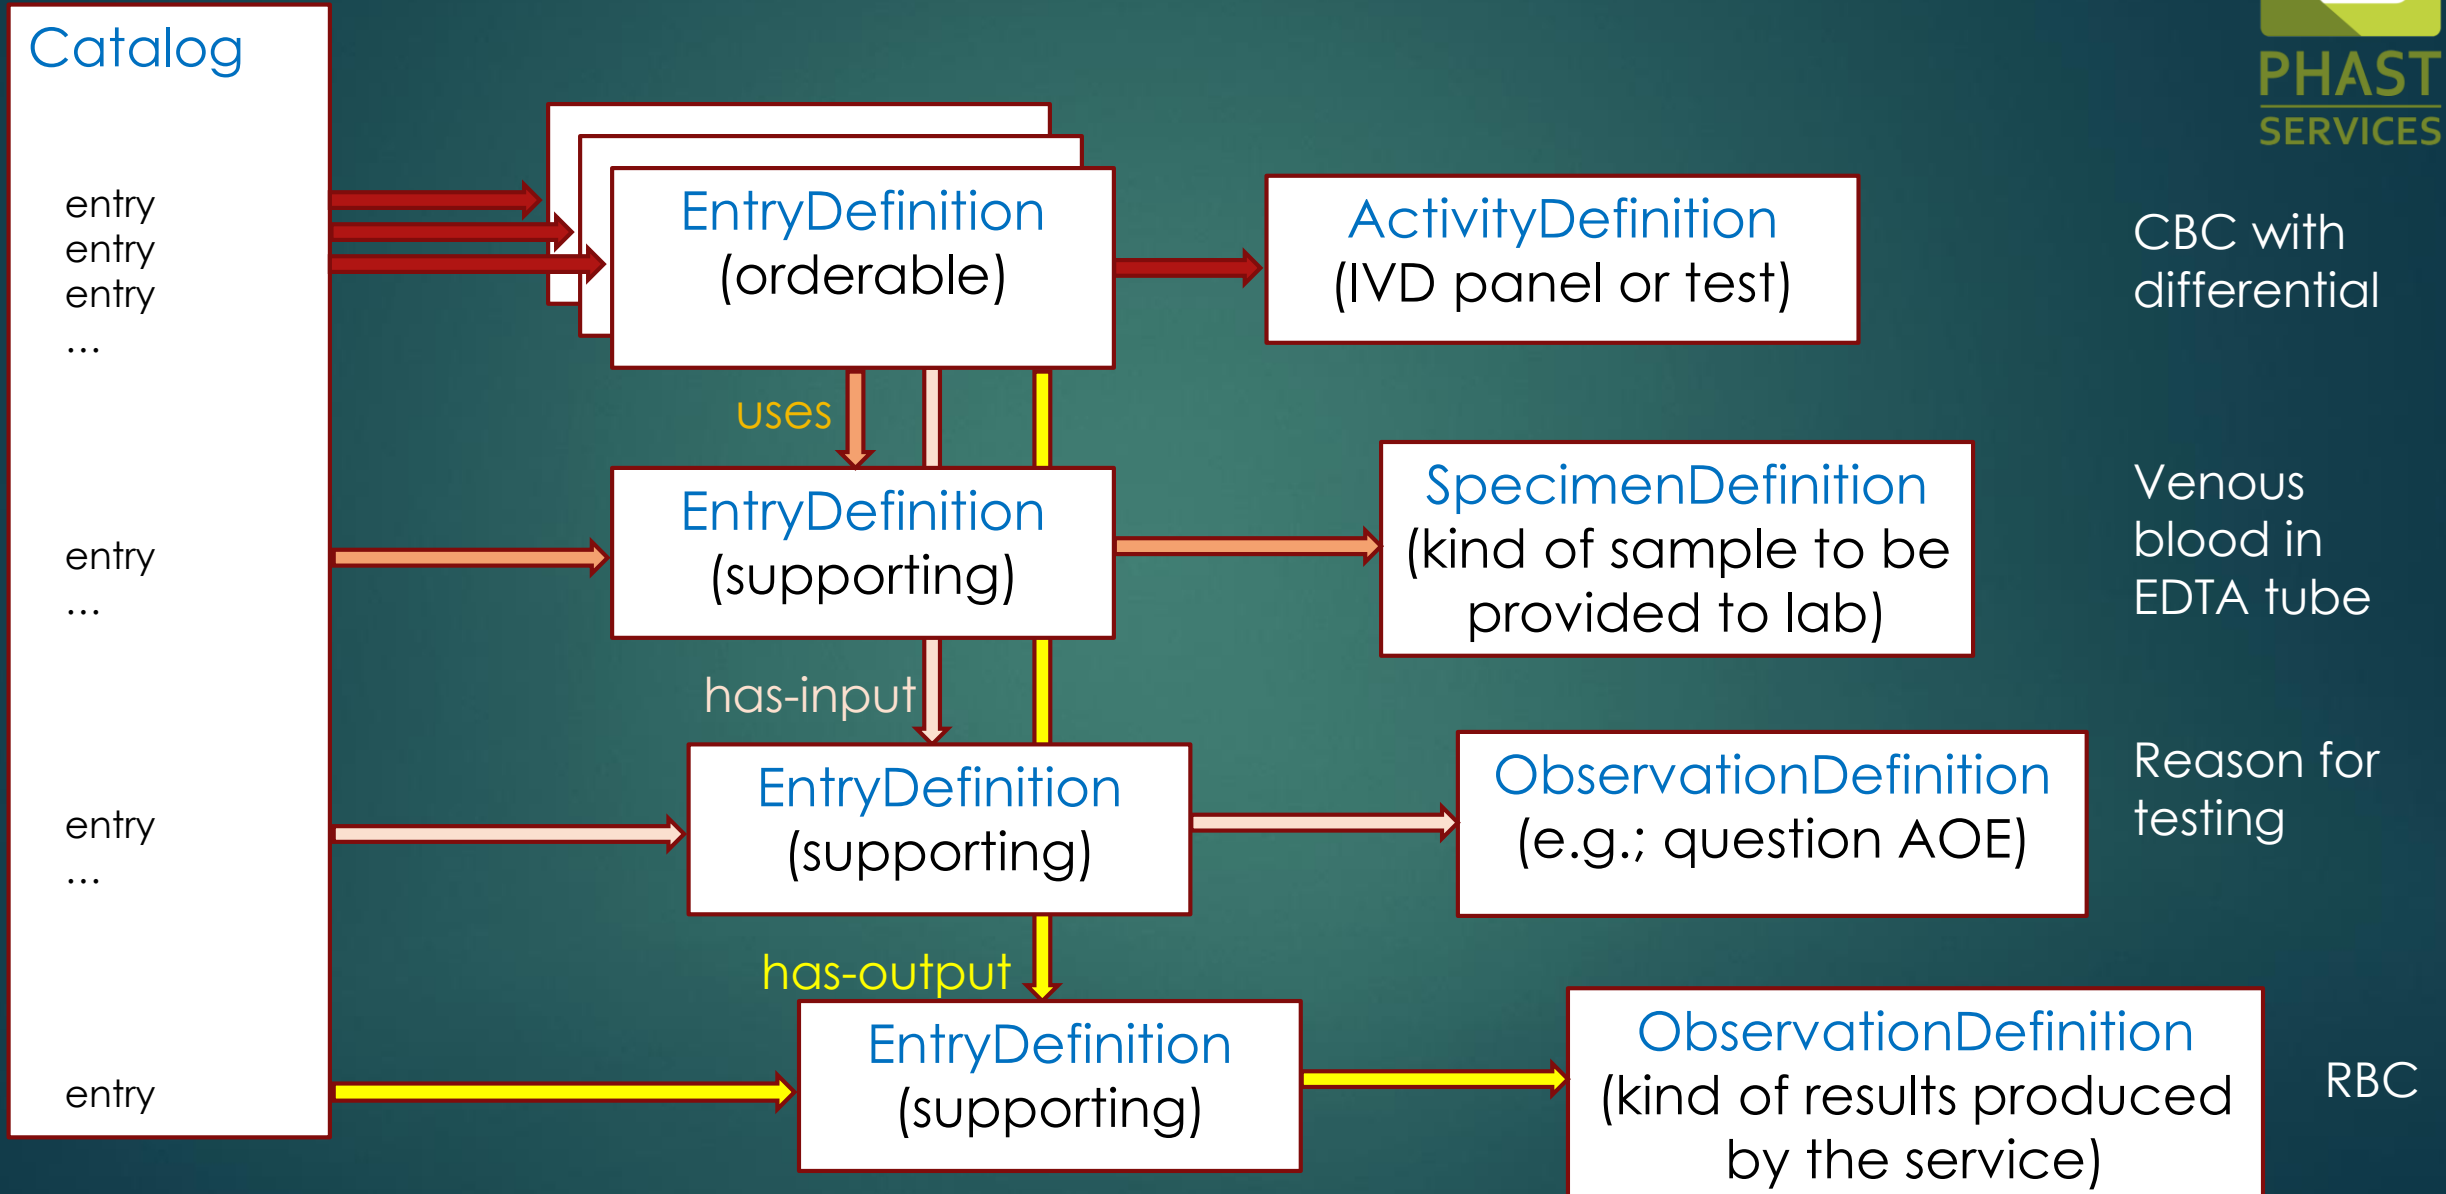 Catalog
entry
entry
entry
...
entry
...
entry
...
entry
EntryDefinition
(orderable)
ActivityDefinition
(IVD panel or test)
CBC with
differential
uses
EntryDefinition
(supporting)
SpecimenDefinition
(kind of sample to be
provided to lab)
Venous
blood in
EDTA tube
has-input
EntryDefinition
(supporting)
ObservationDefinition
(e.g.; question AOE)
Reason for
testing
has-output
EntryDefinition
(supporting)
ObservationDefinition
(kind of results produced
by the service)
RBC
PHAST
SERVICES